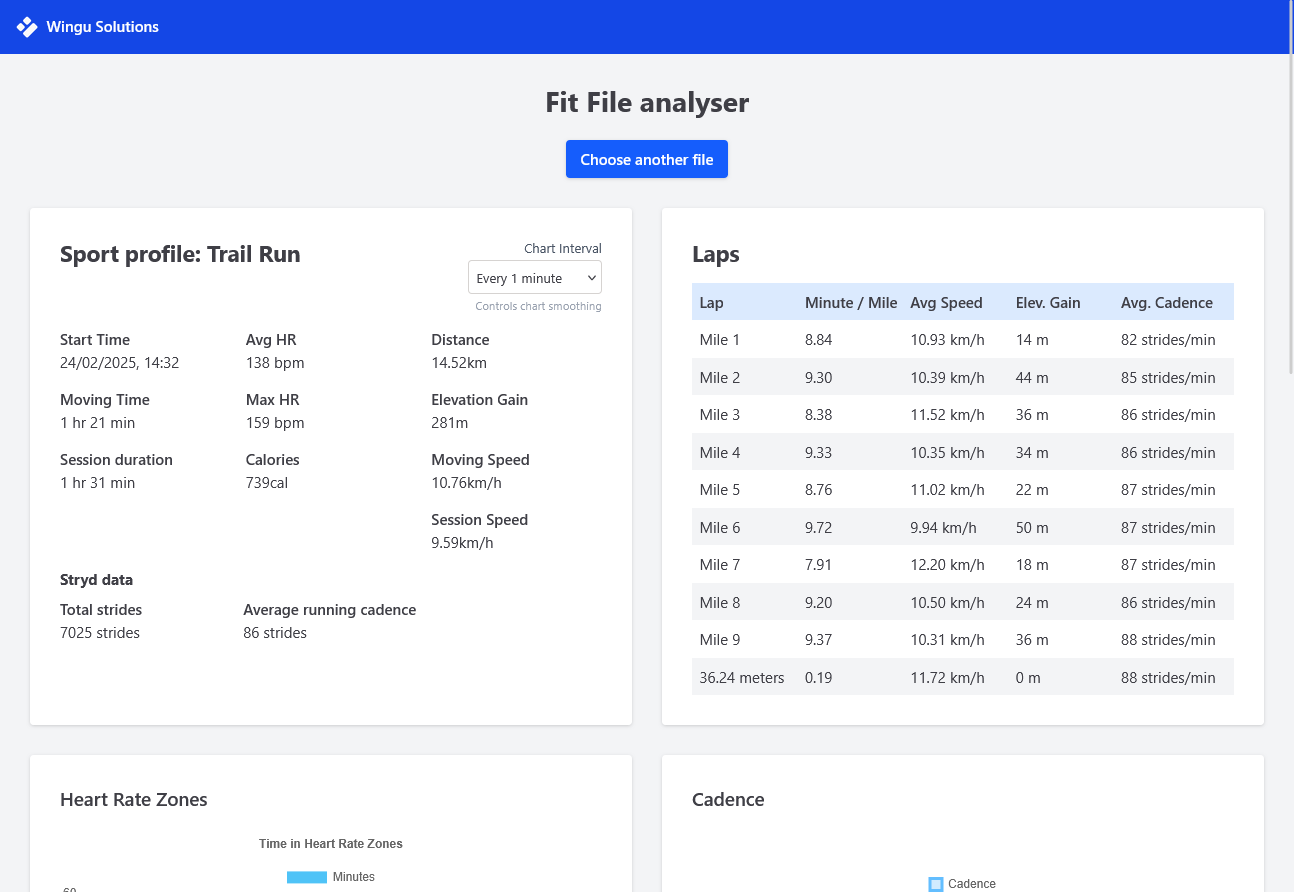 Wingu Solutions
Fit File analyser
Choose another file
Sport profile: Trail Run
Chart Interval
Every 1 minute
Controls chart smoothing
Start Time Avg HR Distance
24/02/2025, 14:32 138 bpm 14.52km
Moving Time Max HR Elevation Gain
1 hr 21 min 159 bpm 281m
Session duration Calories Moving Speed
1 hr 31 min 739cal 10.76km/h
Session Speed
9.59km/h
Stryd data
Total strides Average running cadence
7025 strides 86 strides
Laps
Lap Minute / Mile Avg Speed Elev. Gain Avg. Cadence
Mile 1 8.84 10.93 km/h 14 m 82 strides/min
Mile 2 9.30 10.39 km/h 44 m 85 strides/min
Mile 3 8.38 11.52 km/h 36 m 86 strides/min
Mile 4 9.33 10.35 km/h 34 m 86 strides/min
Mile 5 8.76 11.02 km/h 22 m 87 strides/min
Mile 6 9.72 9.94 km/h 50 m 87 strides/min
Mile 7 7.91 12.20 km/h 18 m 87 strides/min
Mile 8 9.20 10.50 km/h 24 m 86 strides/min
Mile 9 9.37 10.31 km/h 36 m 88 strides/min
36.24 meters 0.19 11.72 km/h 0 m 88 strides/min
Heart Rate Zones
Time in Heart Rate Zones
Minutes
Cadence
Cadence